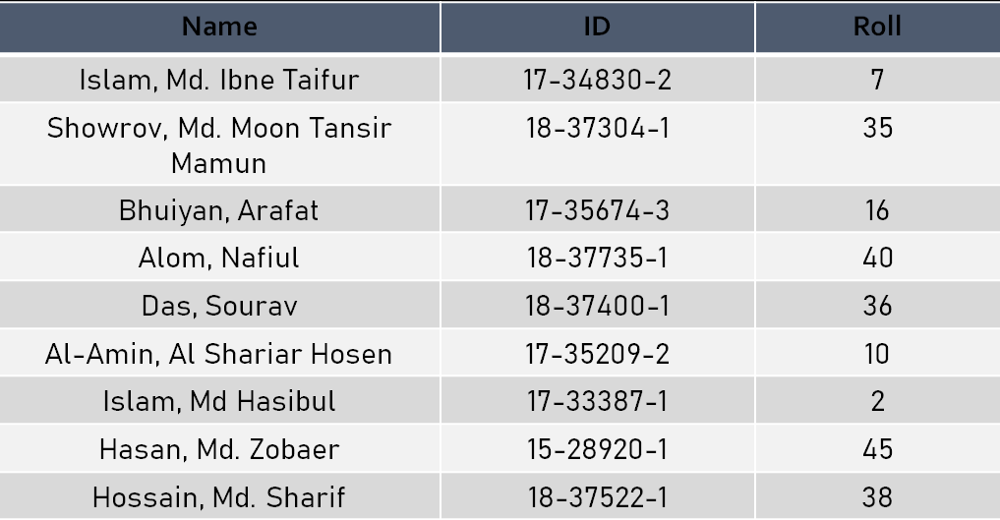 Name ID Roll
Islam, Md. Ibne Taifur 17-34830-2 7
Showrov, Md. Moon Tansir 18-37304-1 35
Mamun
Bhuiyan, Arafat 17-35674-3 16
Alom, Nafiul 18-37735-1 40
Das, Sourav 18-37400-1 36
Al-Amin, Al Shariar Hosen 17-35209-2 10
Islam, Md Hasibul 17-33387-1 2
Hasan, Md. Zobaer 15-28920-1 45
Hossain, Md. Sharif 18-37522-1 38